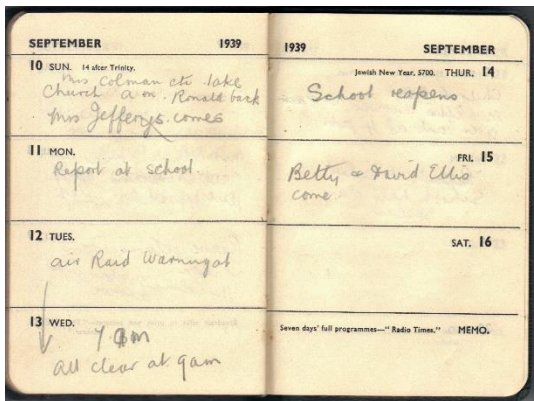 SEPTEMBER 1939
10 SUN. 14 after Trinity.
Mrs Colman etc take
Church a.m. Ronald back
Mrs Jefferys comes
11 MON.
Report at school
12 TUES.
air Raid Warning at
13 WED.
7 am
all clear at 9am
1939 SEPTEMBER
Jewish New Year, 5700. THUR. 14
School reopens
FRI. 15
Betty & David Ellis
come
SAT. 16
Seven days' full programmes—"Radio Times." MEMO.